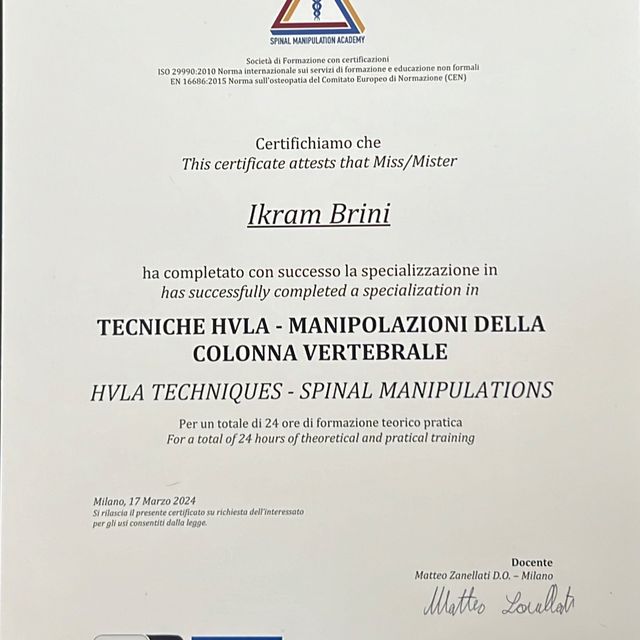 SPINAL MANIPULATION ACADEMY
Società di Formazione con certificazioni
ISO 29990:2010 Norma internazionale sui servizi di formazione e educazione non formali
EN 16686:2015 Norma sull'osteopatia del Comitato Europeo di Normazione (CEN)
Certifichiamo che
This certificate attests that Miss/Mister
Ikram Brini
ha completato con successo la specializzazione in
has successfully completed a specialization in
TECNICHE HVLA - MANIPOLAZIONI DELLA
COLONNA VERTEBRALE
HVLA TECHNIQUES - SPINAL MANIPULATIONS
Per un totale di 24 ore di formazione teorico pratica
For a total of 24 hours of theoretical and pratical training
Milano, 17 Marzo 2024
Si rilascia il presente certificato su richiesta dell'interessato
per gli usi consentiti dalla legge.
Docente
Matteo Zanellati D.O. – Milano
Matteo